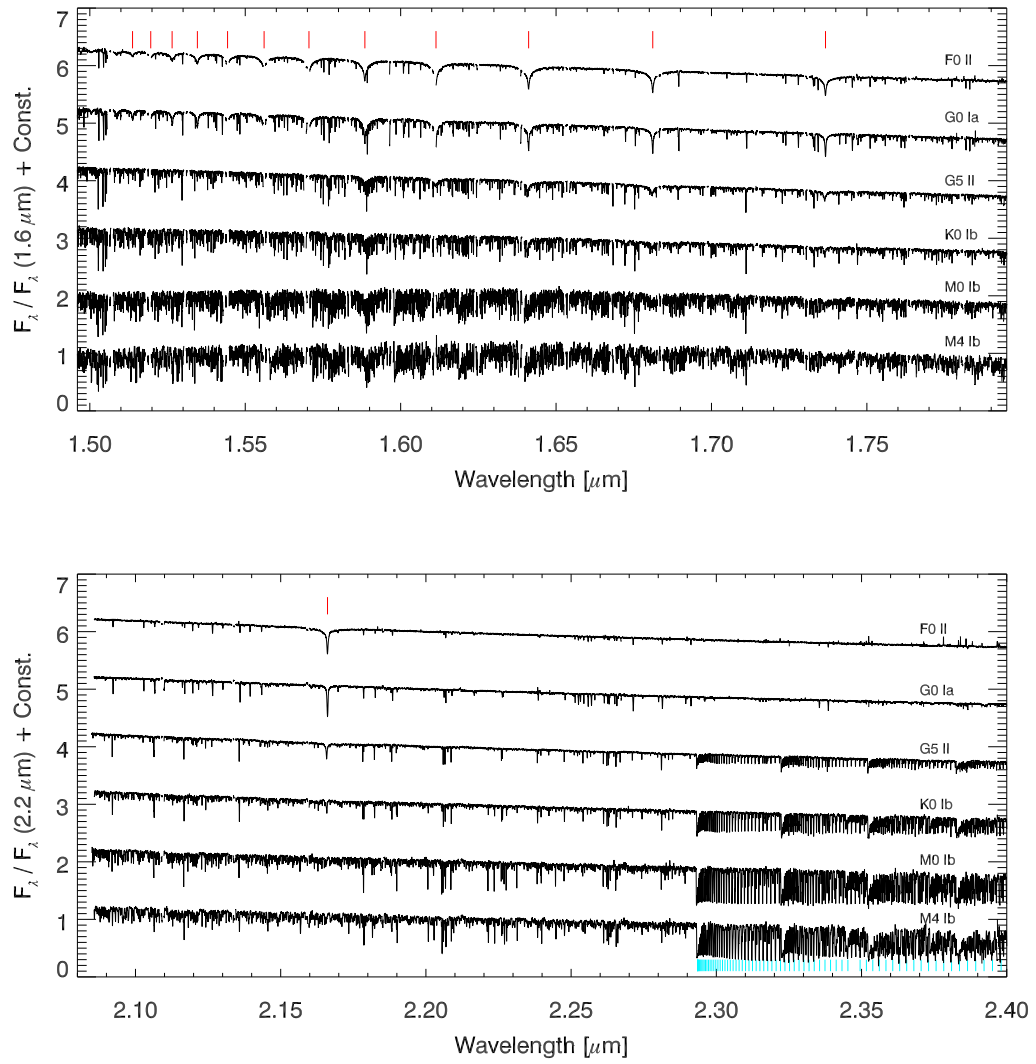 7
6
5
4
3
2
1
0
F_λ / F_λ (1.6 μm) + Const.
F0 II
G0 Ia
G5 II
K0 Ib
M0 Ib
M4 Ib
1.50 1.55 1.60 1.65 1.70 1.75
Wavelength [μm]
7
6
5
4
3
2
1
0
F_λ / F_λ (2.2 μm) + Const.
F0 II
G0 Ia
G5 II
K0 Ib
M0 Ib
M4 Ib
2.10 2.15 2.20 2.25 2.30 2.35 2.40
Wavelength [μm]